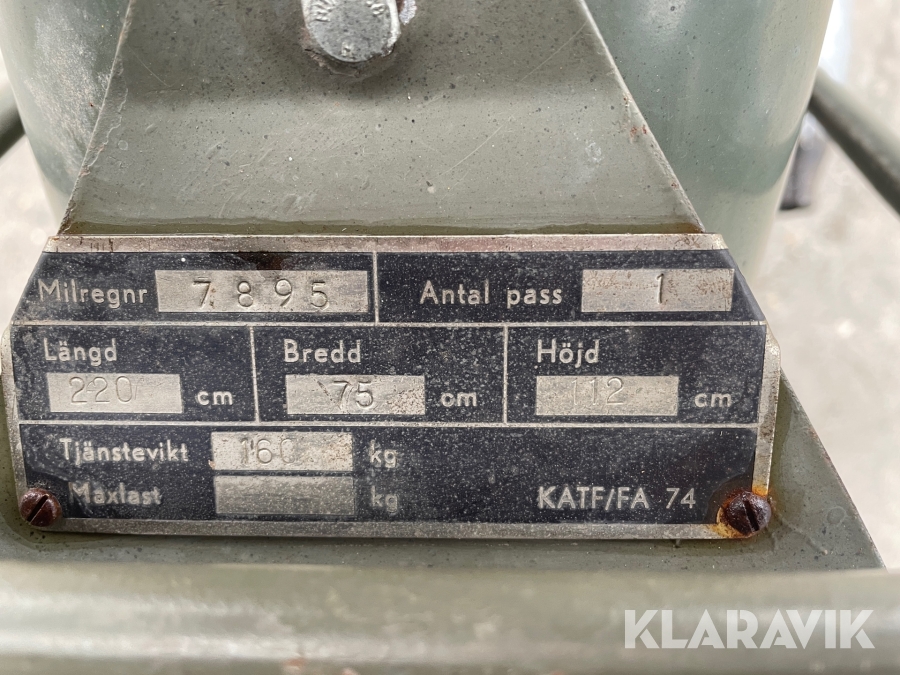 Milregnr 7895 Antal pass 1
Längd Bredd Höjd
220 cm 75 cm 112 cm
Tjänstevikt 160 kg
Maxlast kg KATF/FA 74
KLARAVIK